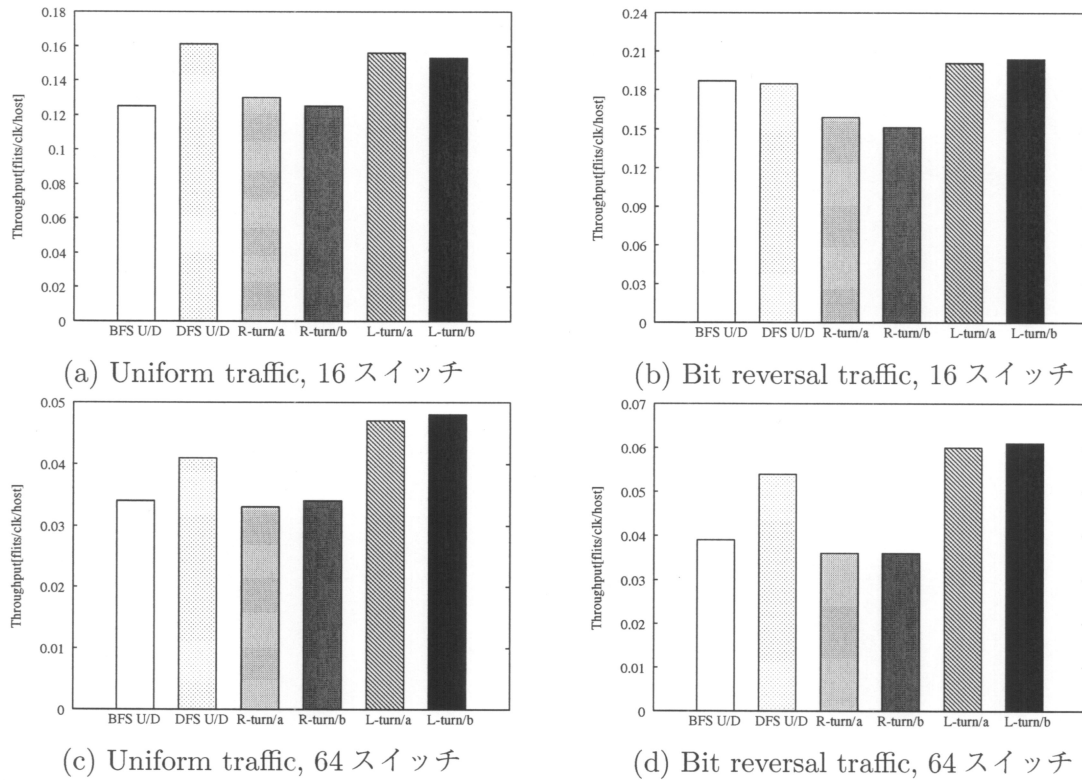 0.18
0.16
0.14
0.12
0.1
0.08
0.06
0.04
0.02
0
Throughput[flits/clk/host]
BFS U/D DFS U/D R-turn/a R-turn/b L-turn/a L-turn/b
(a) Uniform traffic, 16 スイッチ
0.24
0.21
0.18
0.15
0.12
0.09
0.06
0.03
0
Throughput[flits/clk/host]
BFS U/D DFS U/D R-turn/a R-turn/b L-turn/a L-turn/b
(b) Bit reversal traffic, 16 スイッチ
0.05
0.04
0.03
0.02
0.01
0
Throughput[flits/clk/host]
BFS U/D DFS U/D R-turn/a R-turn/b L-turn/a L-turn/b
(c) Uniform traffic, 64 スイッチ
0.07
0.06
0.05
0.04
0.03
0.02
0.01
0
Throughput[flits/clk/host]
BFS U/D DFS U/D R-turn/a R-turn/b L-turn/a L-turn/b
(d) Bit reversal traffic, 64 スイッチ